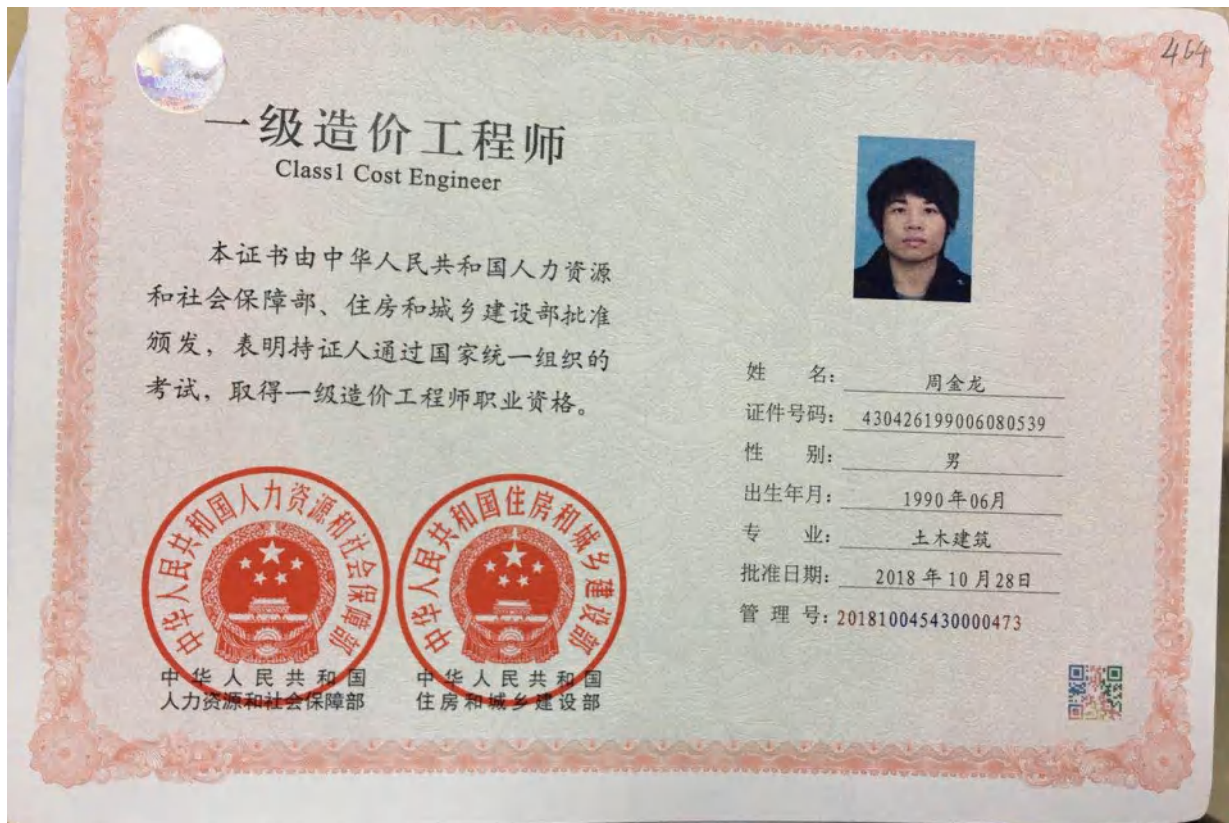 464
一级造价工程师
Class1 Cost Engineer
本证书由中华人民共和国人力资源
和社会保障部、住房和城乡建设部批准
颁发，表明持证人通过国家统一组织的
考试，取得一级造价工程师职业资格。
中华人民共和国人力资源和社会保障部
中华人民共和国住房和城乡建设部
中华人民共和国
人力资源和社会保障部
中华人民共和国
住房和城乡建设部
姓 名：周金龙
证件号码：430426199006080539
性 别：男
出生年月：1990年06月
专 业：土木建筑
批准日期：2018年10月28日
管 理 号：201810045430000473